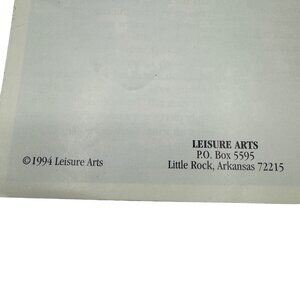 LEISURE ARTS
P.O. Box 5595
©1994 Leisure Arts
Little Rock, Arkansas 72215